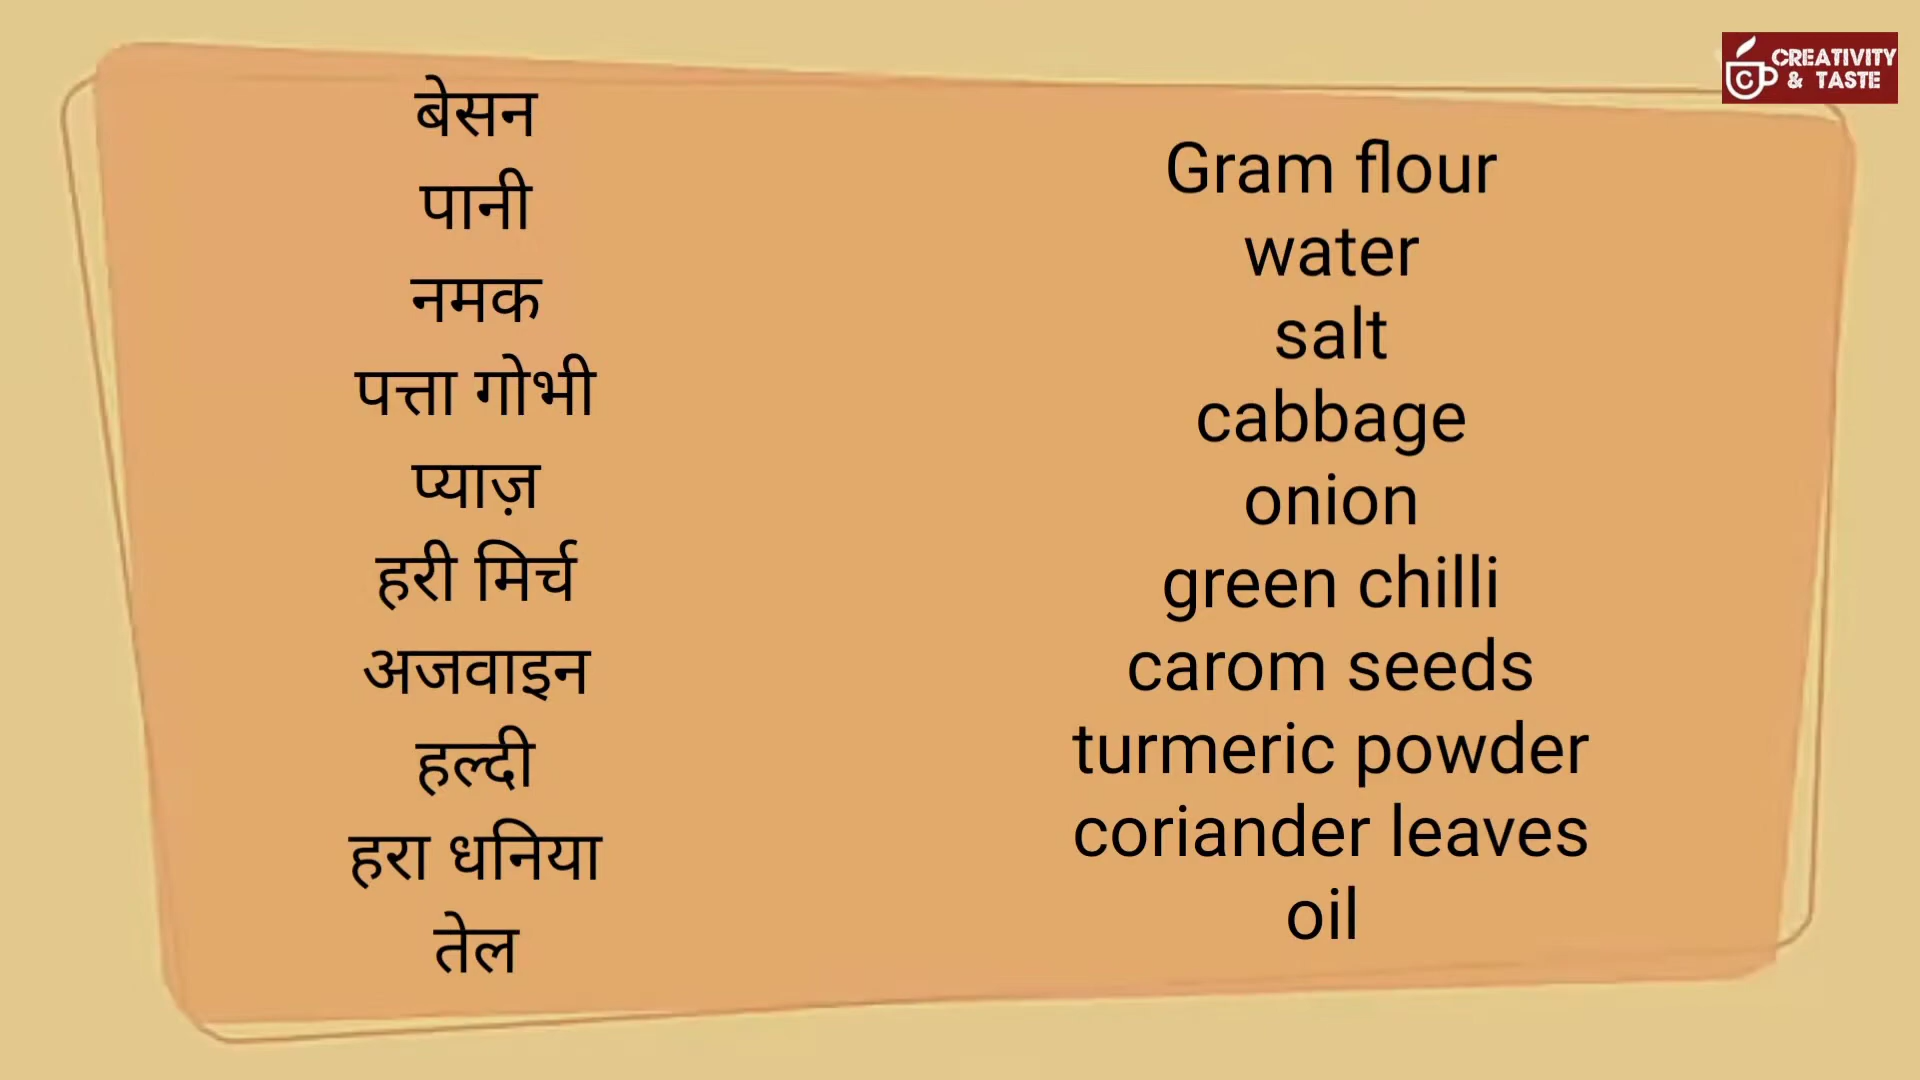 बेसन
पानी
नमक
पत्ता गोभी
प्याज़
हरी मिर्च
अजवाइन
हल्दी
हरा धनिया
तेल
Gram flour
water
salt
cabbage
onion
green chilli
carom seeds
turmeric powder
coriander leaves
oil
C CREATIVITY
& TASTE